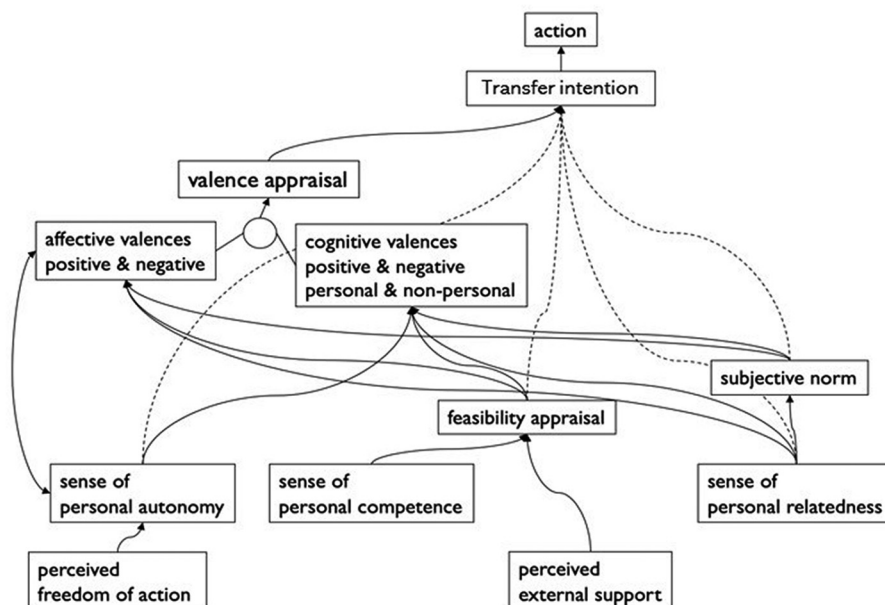 action
Transfer intention
valence appraisal
affective valences
positive & negative
cognitive valences
positive & negative
personal & non-personal
subjective norm
feasibility appraisal
sense of
personal autonomy
sense of
personal competence
sense of
personal relatedness
perceived
freedom of action
perceived
external support